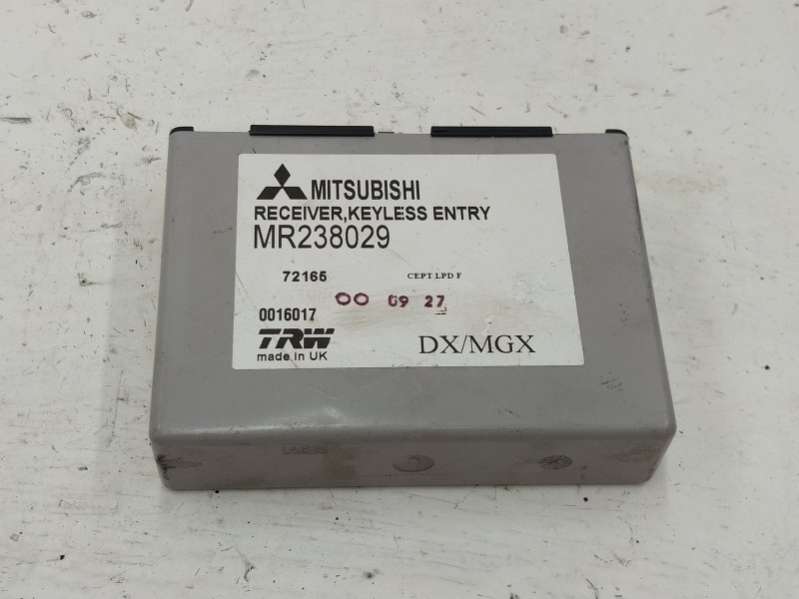 MITSUBISHI
RECEIVER,KEYLESS ENTRY
MR238029
72165 CEPT LPD F
00 09 27
0016017
TRW
made in UK DX/MGX